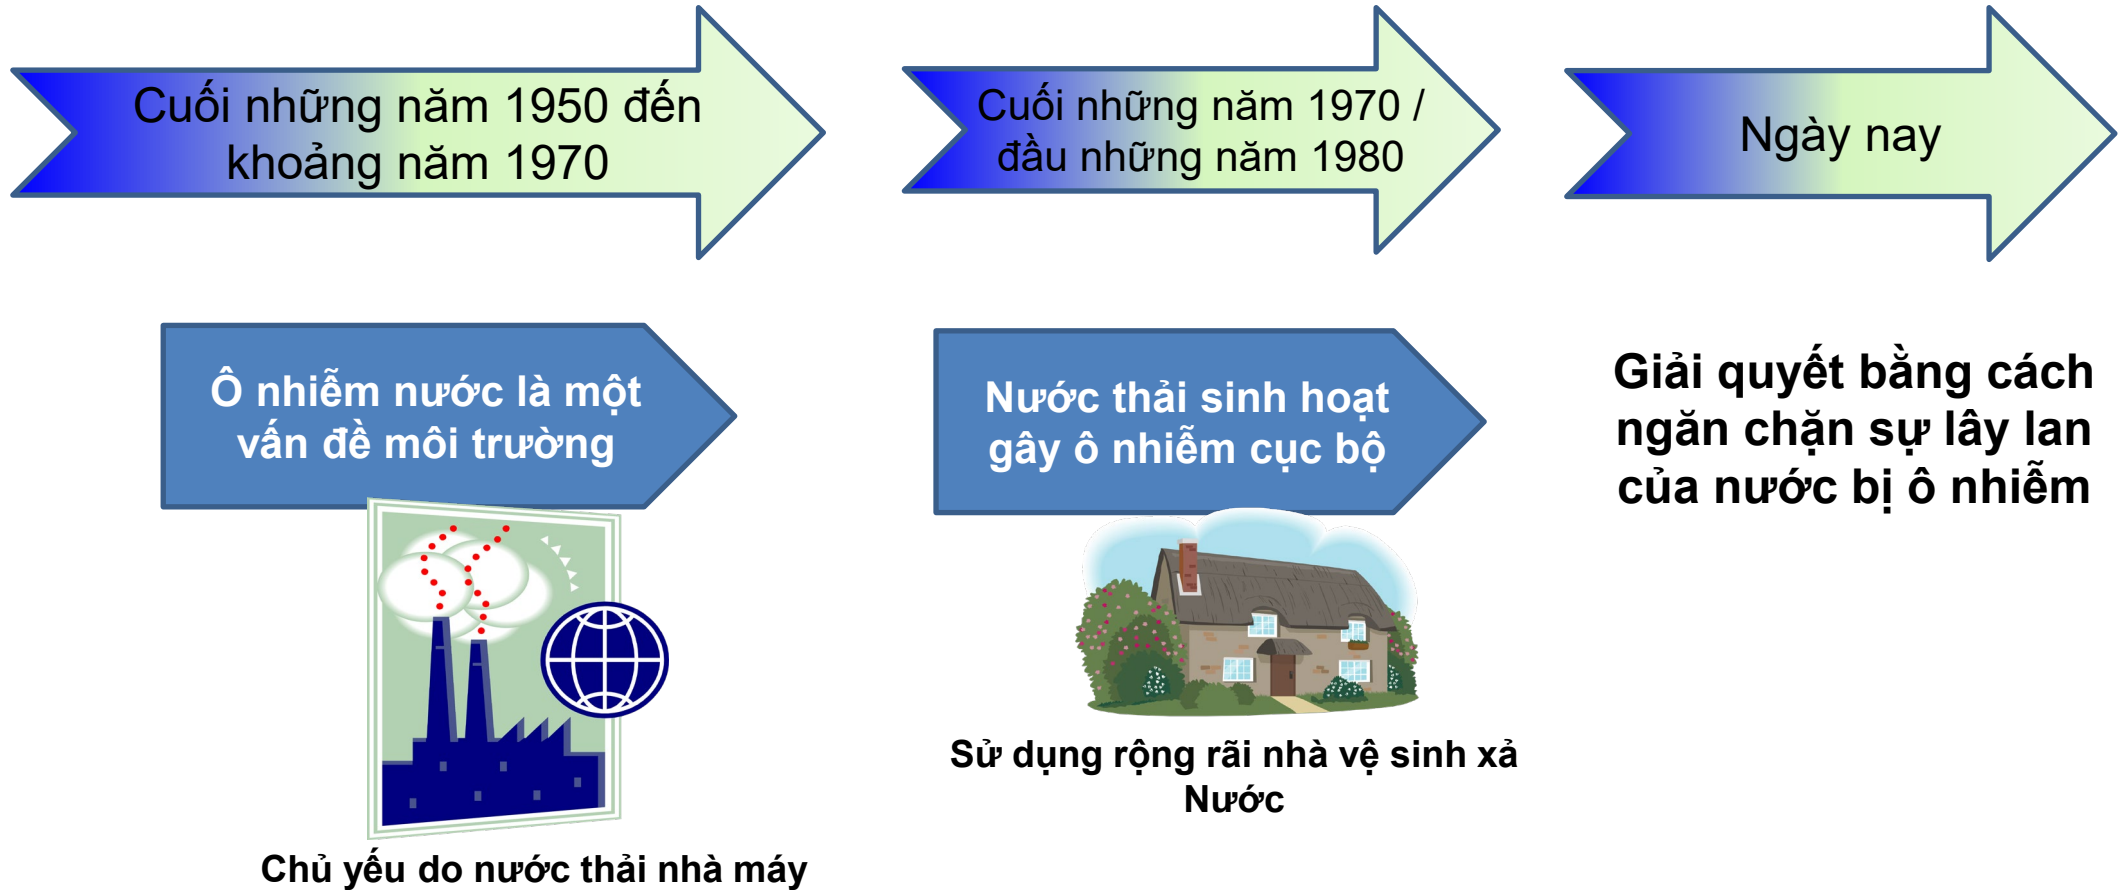 Cuối những năm 1950 đến
khoảng năm 1970
Cuối những năm 1970 /
đầu những năm 1980
Ngày nay
Ô nhiễm nước là một
vấn đề môi trường
Nước thải sinh hoạt
gây ô nhiễm cục bộ
Giải quyết bằng cách
ngăn chặn sự lây lan
của nước bị ô nhiễm
Sử dụng rộng rãi nhà vệ sinh xả
Nước
Chủ yếu do nước thải nhà máy